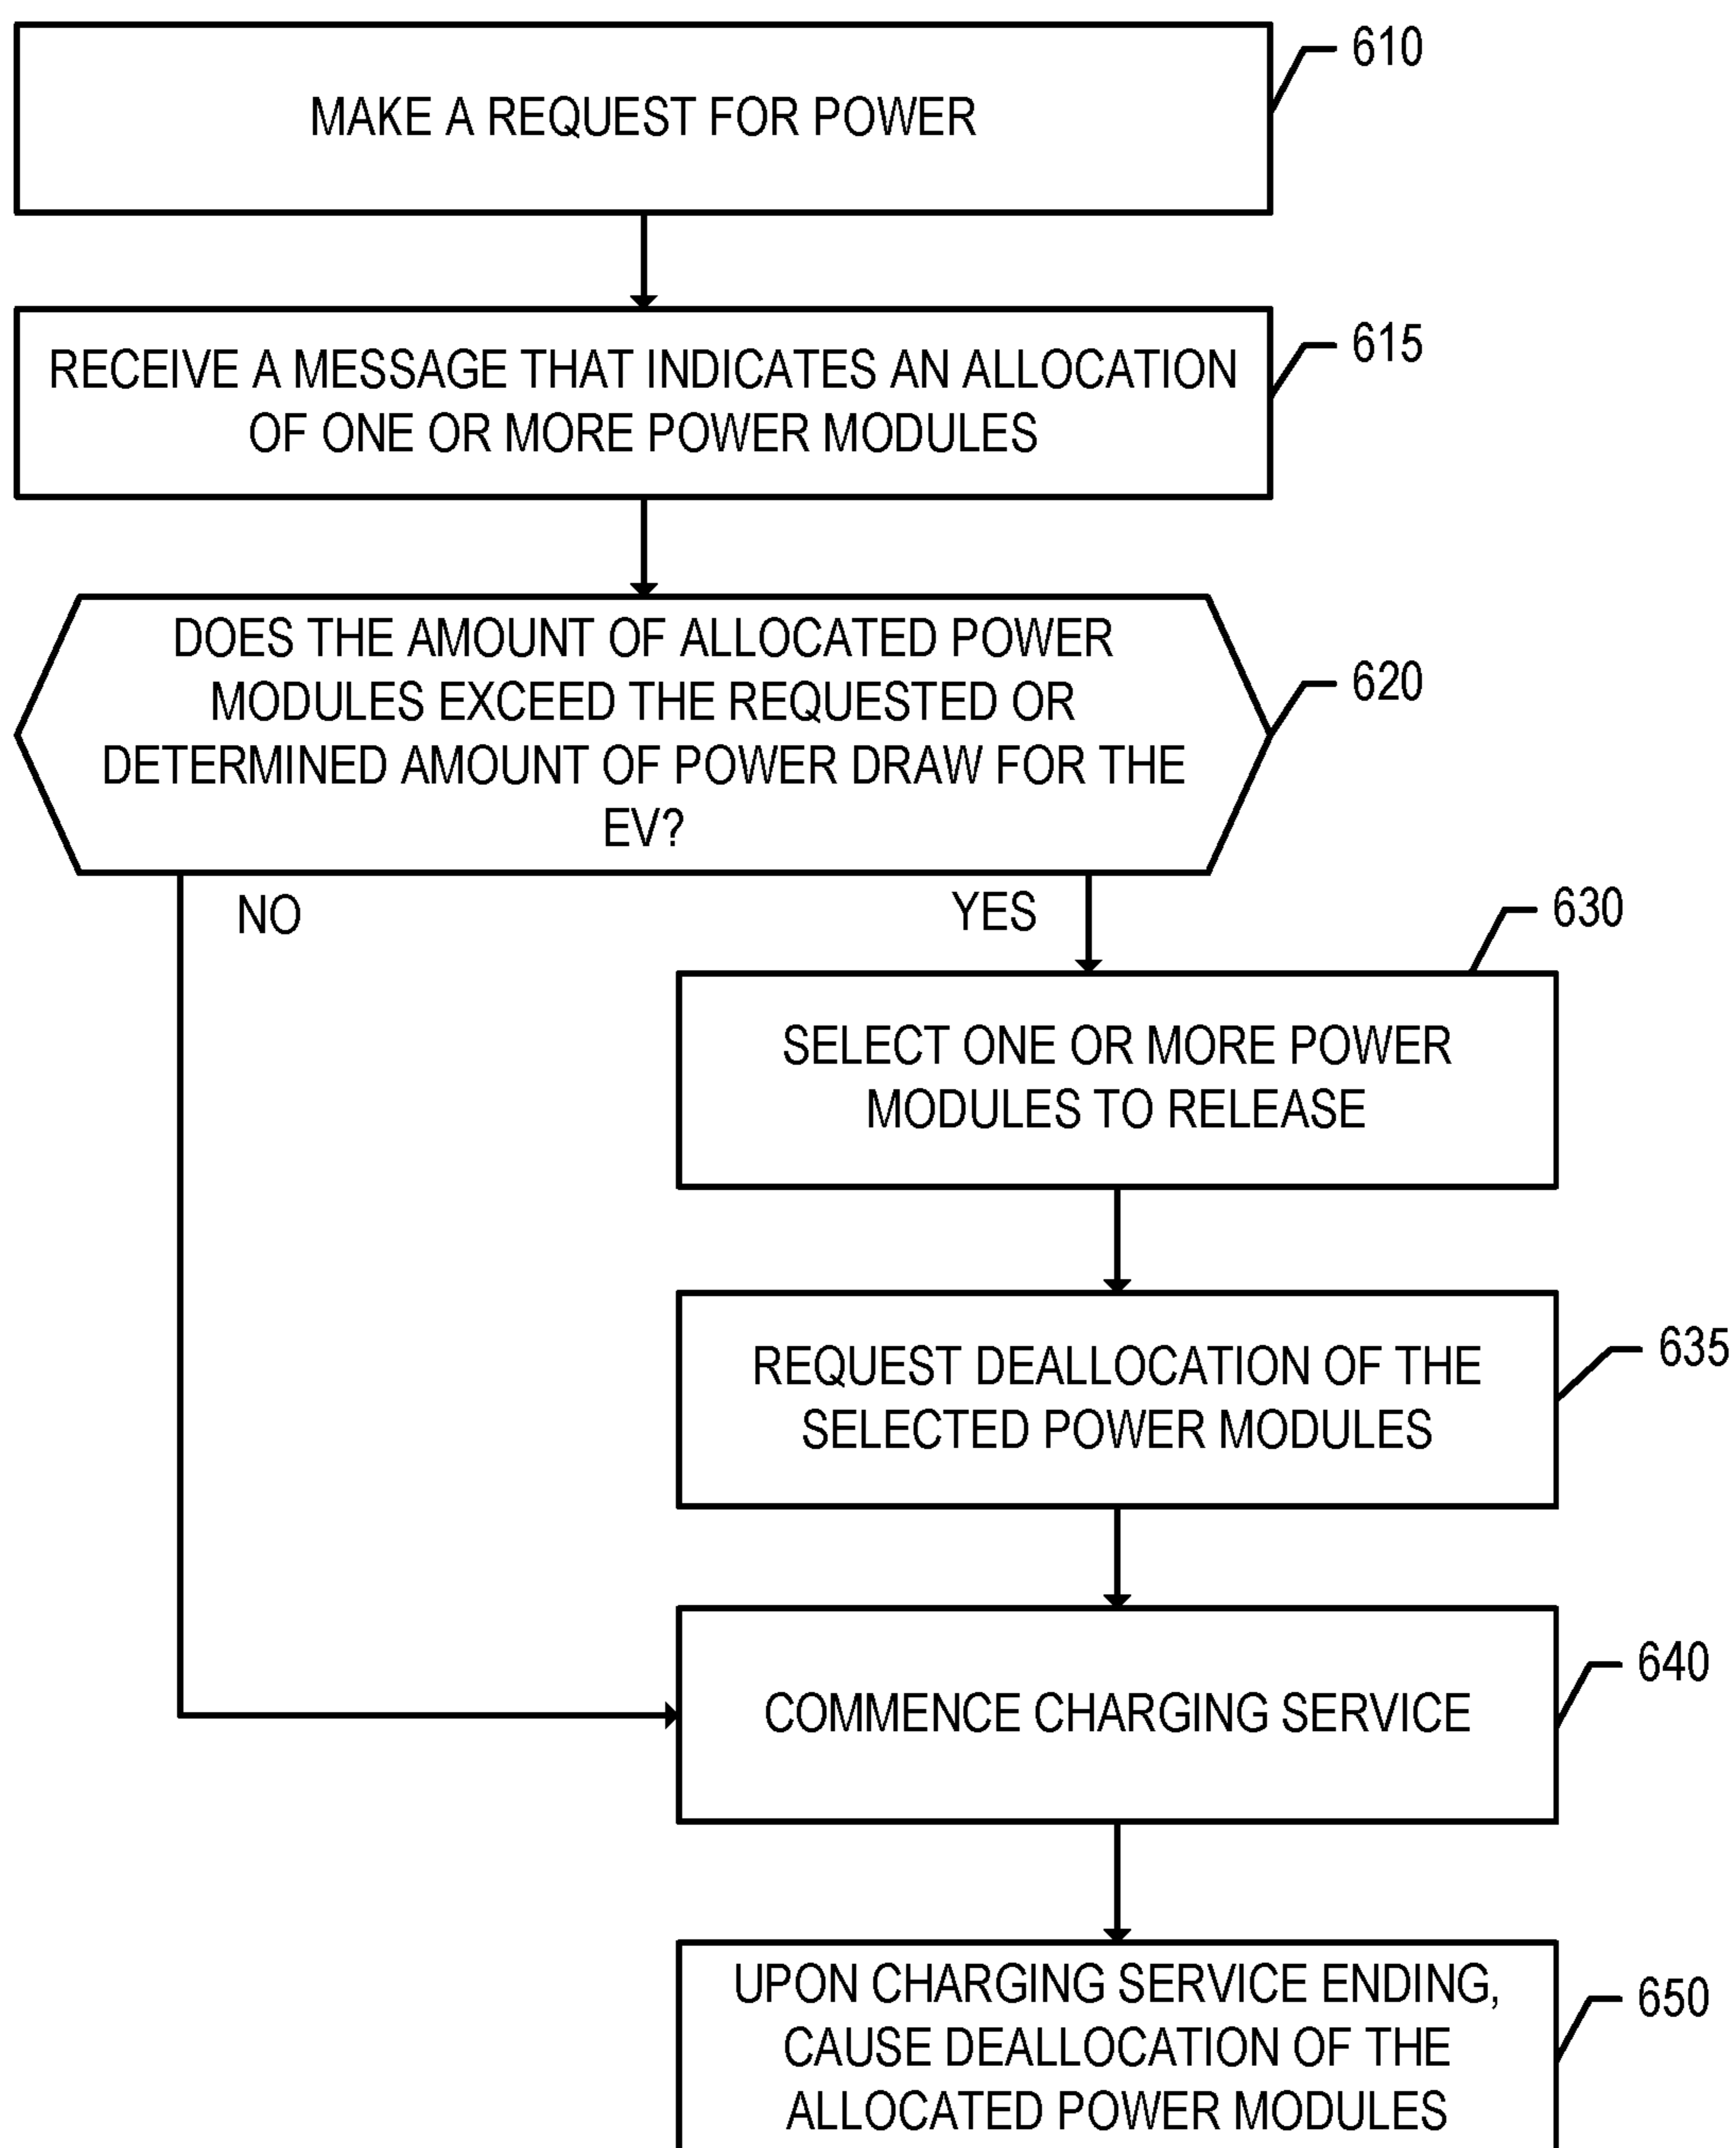 610
MAKE A REQUEST FOR POWER
615
RECEIVE A MESSAGE THAT INDICATES AN ALLOCATION
OF ONE OR MORE POWER MODULES
DOES THE AMOUNT OF ALLOCATED POWER
MODULES EXCEED THE REQUESTED OR
620
DETERMINED AMOUNT OF POWER DRAW FOR THE
EV?
NO
YES
630
SELECT ONE OR MORE POWER
MODULES TO RELEASE
635
REQUEST DEALLOCATION OF THE
SELECTED POWER MODULES
640
COMMENCE CHARGING SERVICE
UPON CHARGING SERVICE ENDING,
650
CAUSE DEALLOCATION OF THE
ALLOCATED POWER MODULES